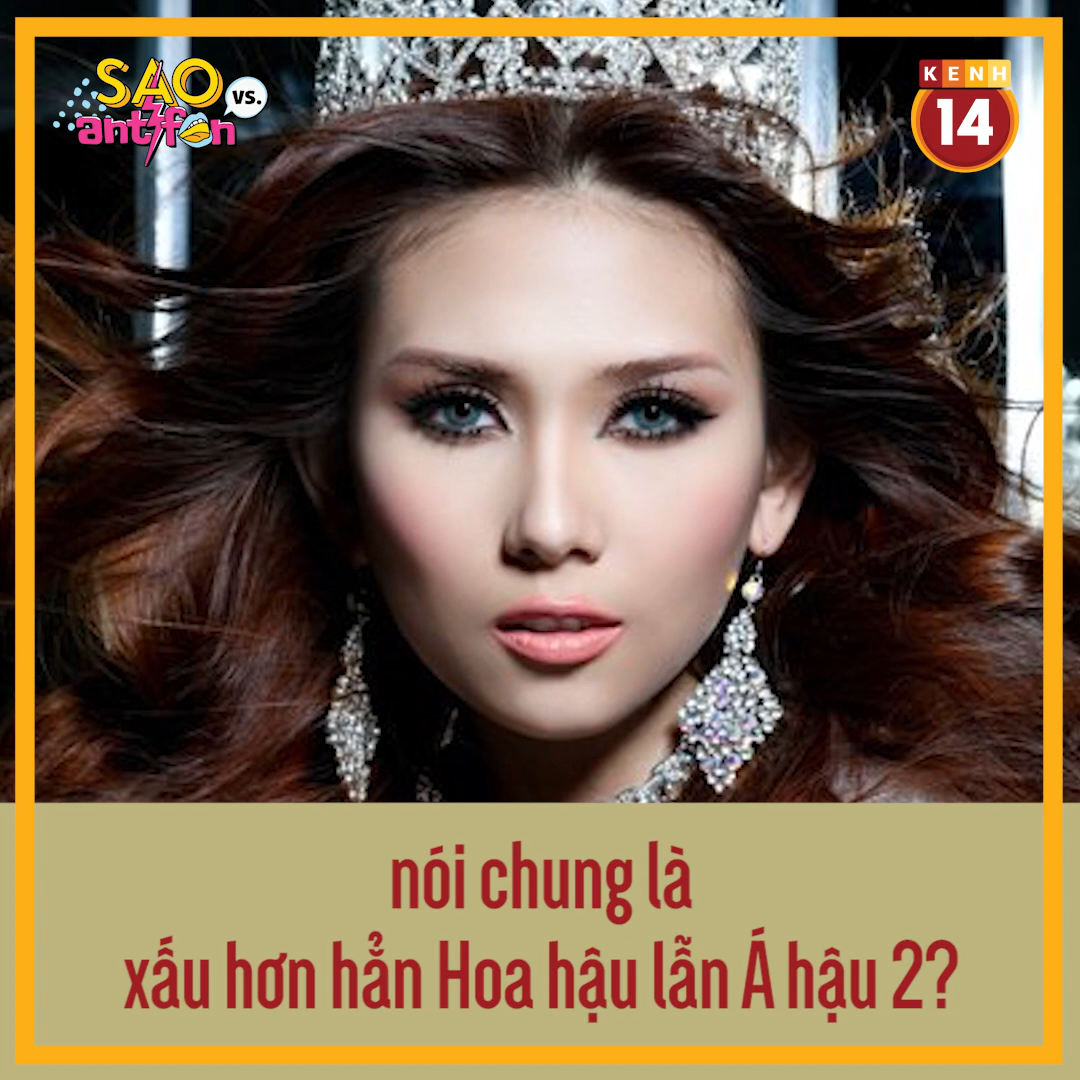 SAO
vs.
antifan
KENH
14
nói chung là
xấu hơn hẳn Hoa hậu lẫn Á hậu 2?